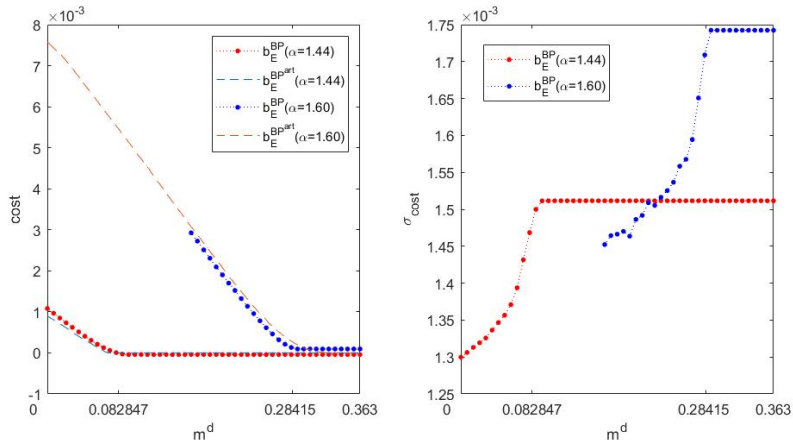 ×10⁻³
8
7
6
5
4
3
2
1
0
-1
cost
0 0.082847 0.28415 0.363
mᵈ
b_E^BP(α=1.44)
b_E^BP^art(α=1.44)
b_E^BP(α=1.60)
b_E^BP^art(α=1.60)
×10⁻³
1.75
1.7
1.65
1.6
1.55
1.5
1.45
1.4
1.35
1.3
1.25
σ_cost
0 0.082847 0.28415 0.363
mᵈ
b_E^BP(α=1.44)
b_E^BP(α=1.60)